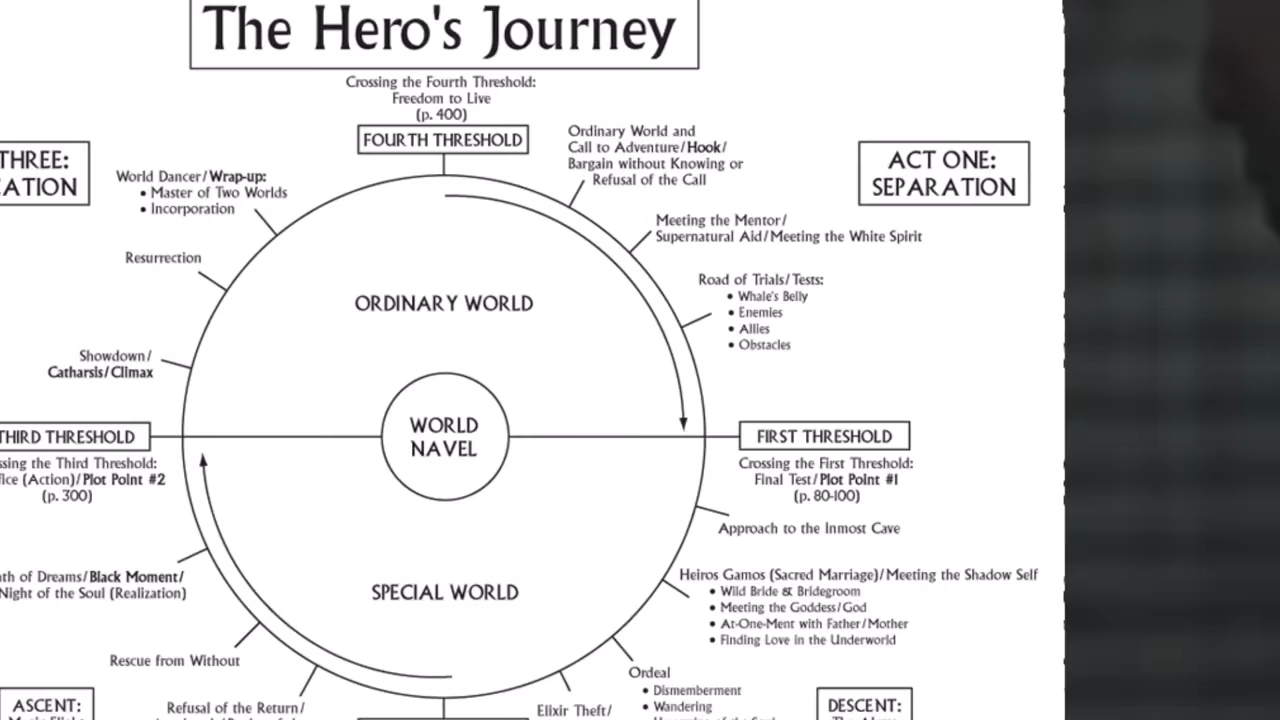 The Hero's Journey
Crossing the Fourth Threshold:
Freedom to Live
(p. 400)
FOURTH THRESHOLD
Ordinary World and
Call to Adventure/Hook/
Bargain without Knowing or
Refusal of the Call
THREE:
ACT ONE:
SEPARATION
World Dancer/Wrap-up:
• Master of Two Worlds
• Incorporation
Meeting the Mentor/
Supernatural Aid/Meeting the White Spirit
Resurrection
Road of Trials/Tests:
• Whale's Belly
• Enemies
• Allies
• Obstacles
ORDINARY WORLD
Showdown/
Catharsis/Climax
WORLD
NAVEL
THIRD THRESHOLD
FIRST THRESHOLD
the Third Threshold:
(Action)/Plot Point #2
(p. 300)
Crossing the First Threshold:
Final Test/Plot Point #1
(p. 80-100)
Approach to the Inmost Cave
of Dreams/Black Moment/
Night of the Soul (Realization)
SPECIAL WORLD
Heiros Gamos (Sacred Marriage)/Meeting the Shadow Self
• Wild Bride & Bridegroom
• Meeting the Goddess/God
• At-One-Ment with Father/Mother
• Finding Love in the Underworld
Rescue from Without
Ordeal
• Dismemberment
• Wandering
Refusal of the Return/
Elixir Theft/
ASCENT:
DESCENT: